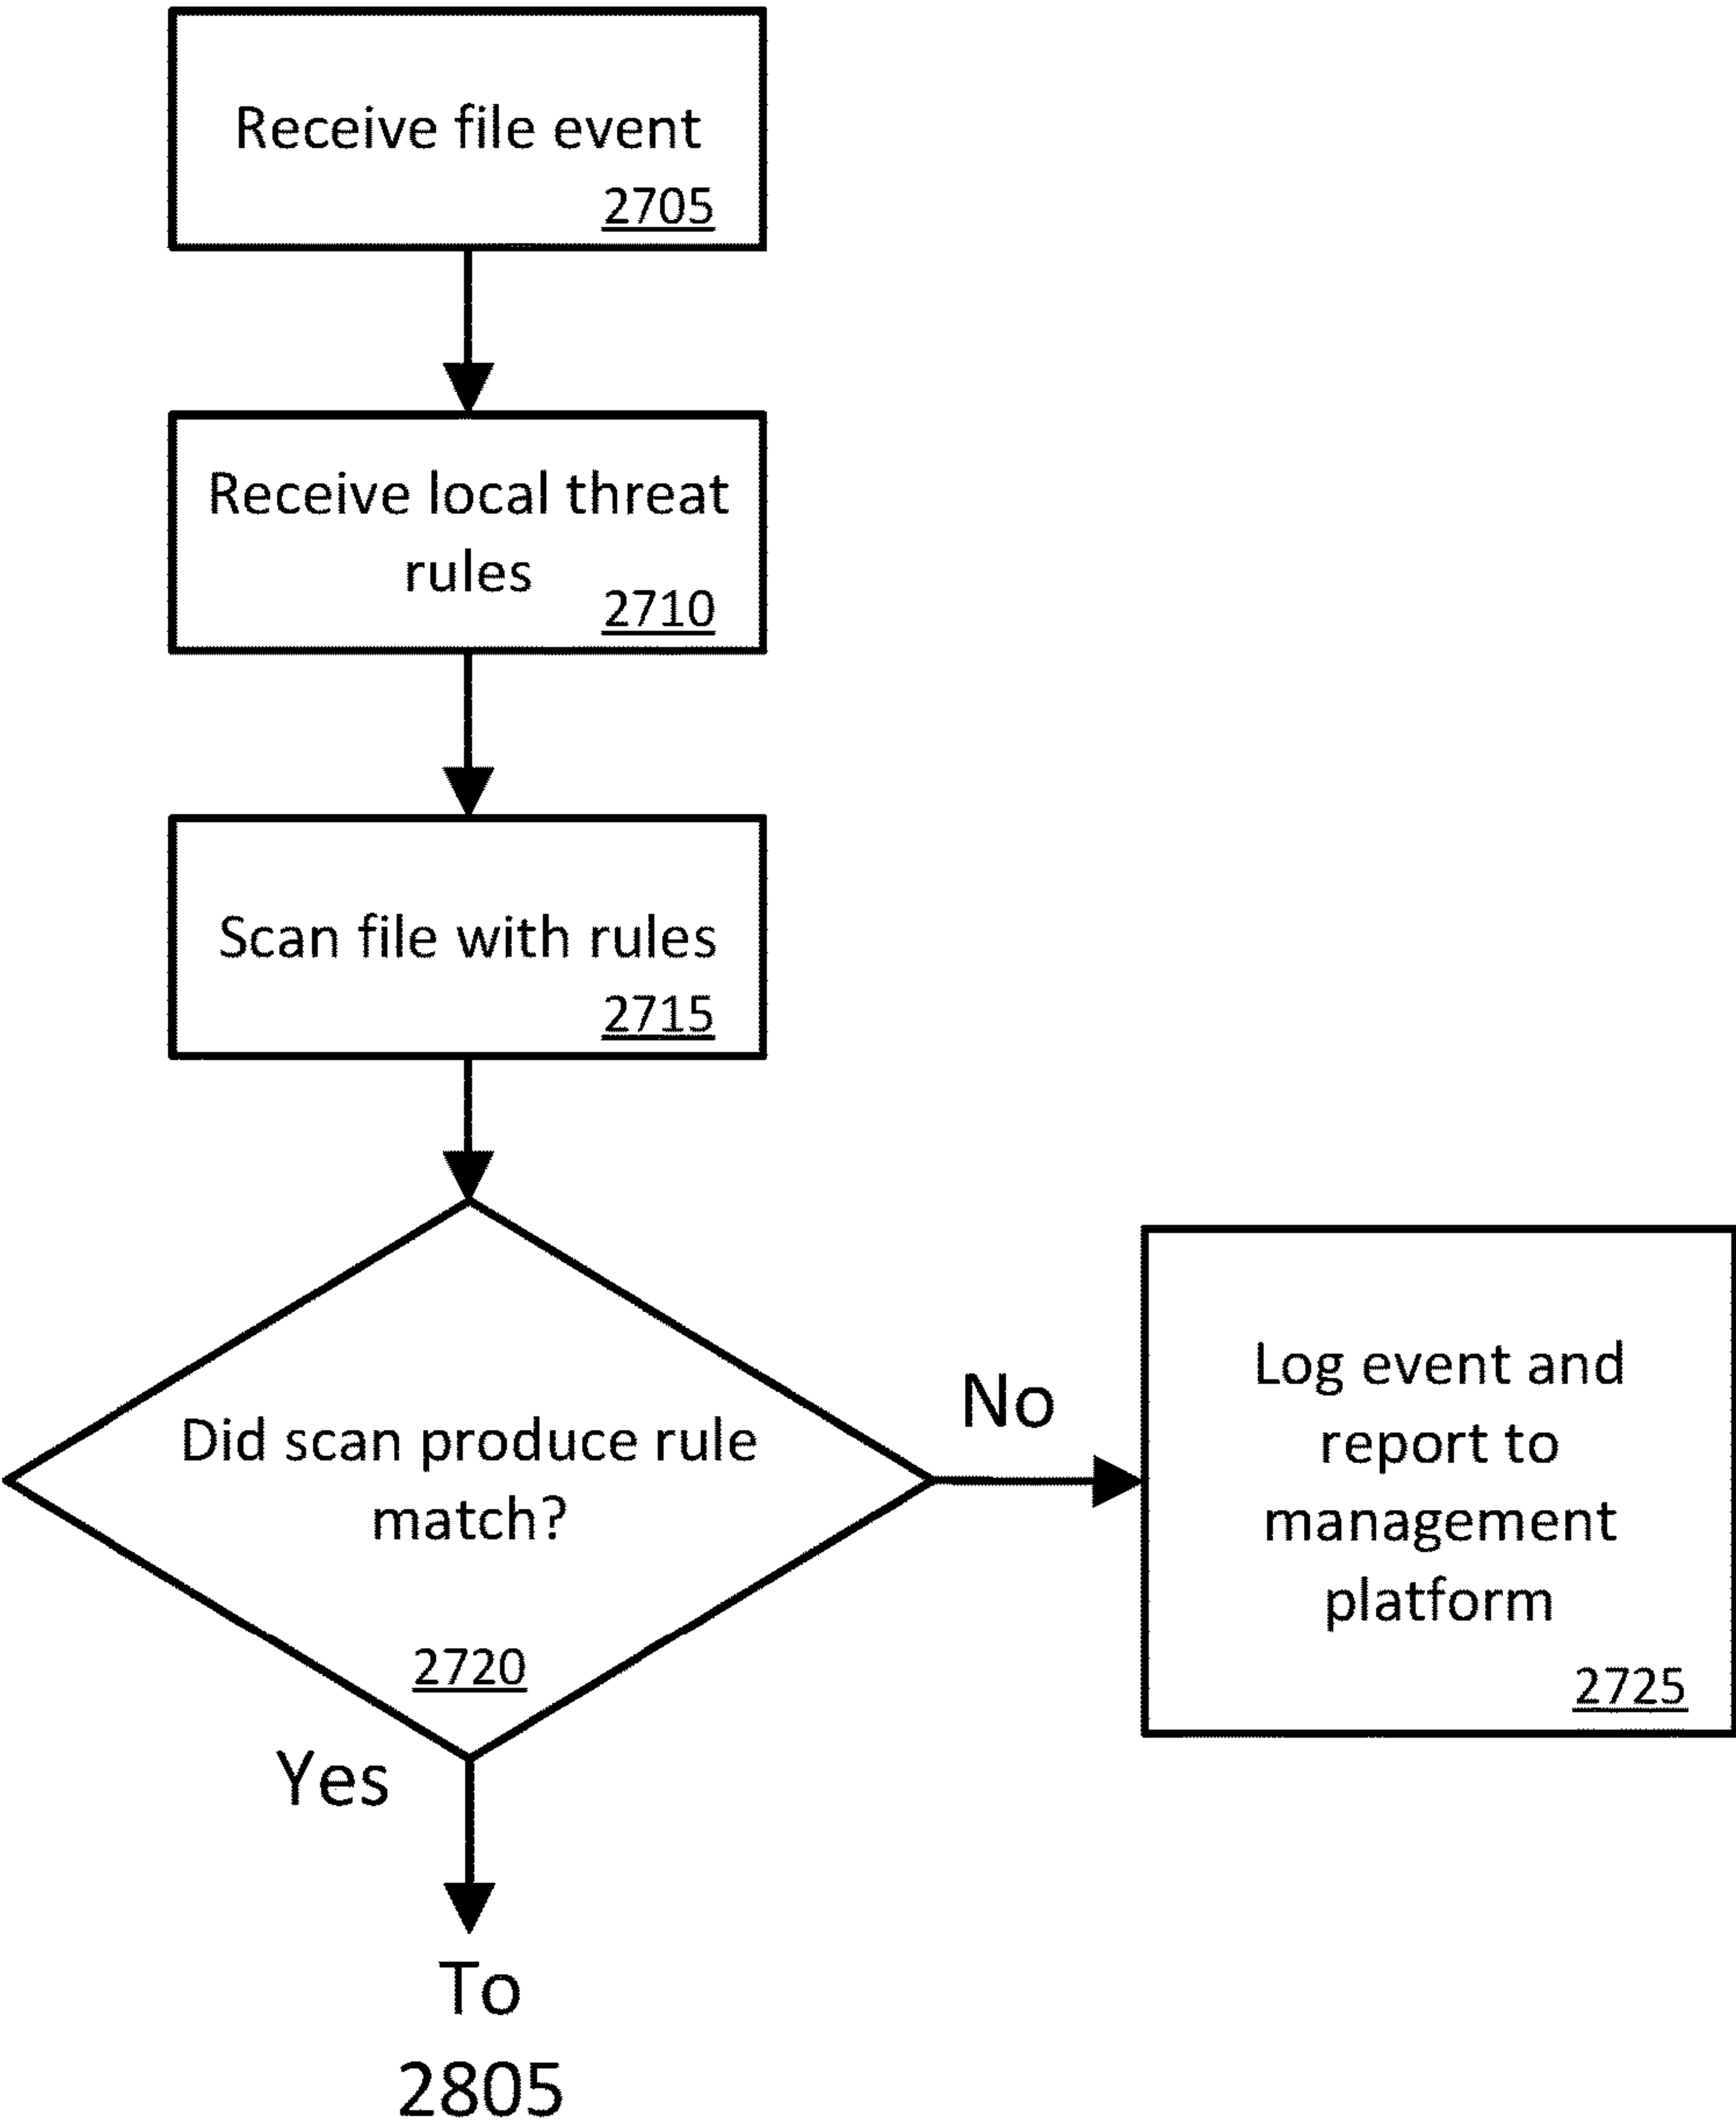 Receive file event
2705
Receive local threat
rules
2710
Scan file with rules
2715
Did scan produce rule
match?
2720
No
Log event and
report to
management
platform
2725
Yes
To
2805